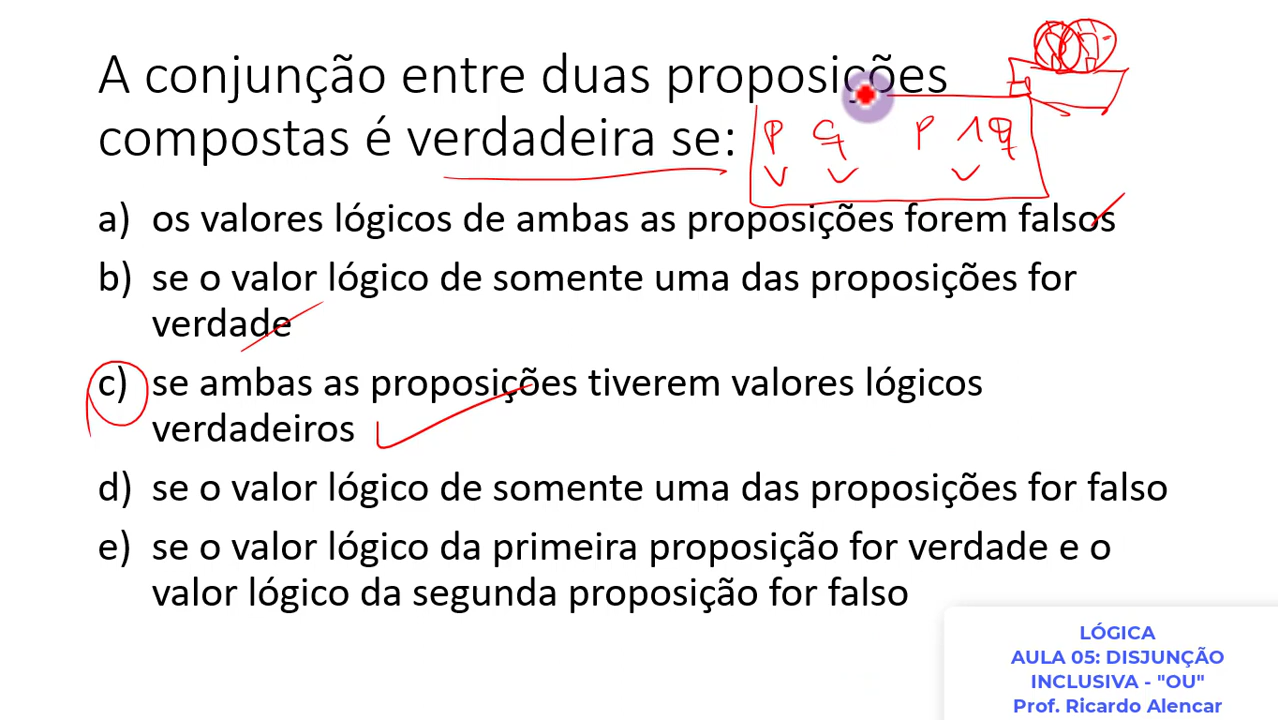 A conjunção entre duas proposições
compostas é verdadeira se:
P q P ∧ q
V V V
a) os valores lógicos de ambas as proposições forem falsos
b) se o valor lógico de somente uma das proposições for
verdade
c) se ambas as proposições tiverem valores lógicos
verdadeiros
d) se o valor lógico de somente uma das proposições for falso
e) se o valor lógico da primeira proposição for verdade e o
valor lógico da segunda proposição for falso
LÓGICA
AULA 05: DISJUNÇÃO
INCLUSIVA - "OU"
Prof. Ricardo Alencar